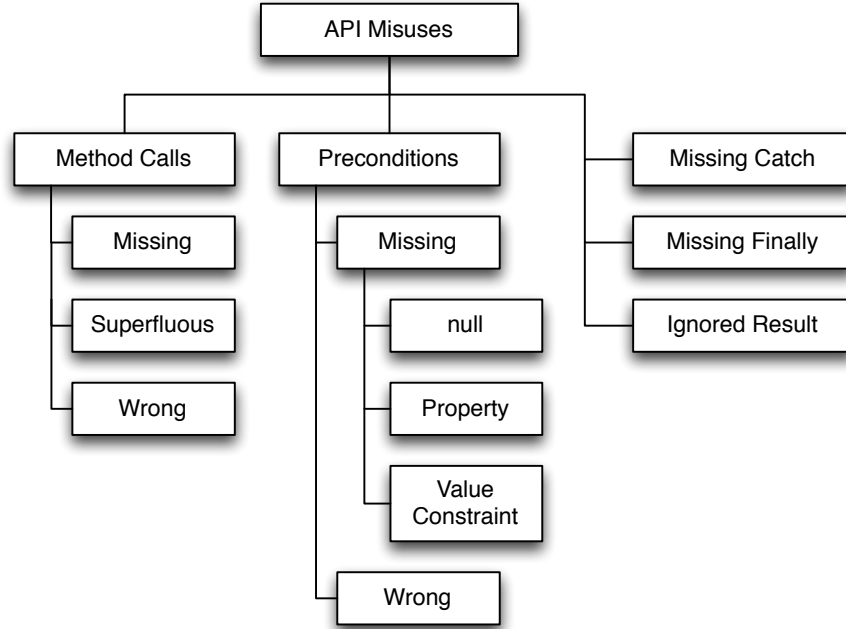 API Misuses
Method Calls
Missing
Superfluous
Wrong
Preconditions
Missing
null
Property
Value
Constraint
Wrong
Missing Catch
Missing Finally
Ignored Result